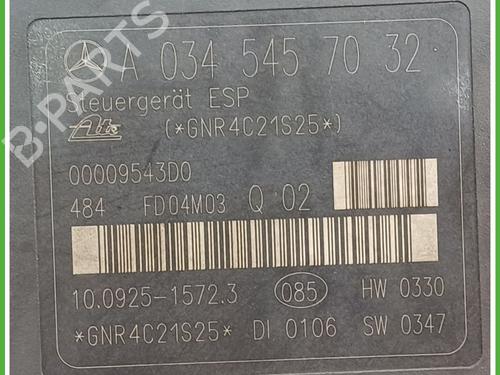 A 034 545 70 32
Steuergerät ESP
Ate (*GNR4C21S25*)
00009543D0
484 FD04M03 Q 02
10.0925-1572.3 085 HW 0330
*GNR4C21S25* DI 0106 SW 0347
B-PARTS